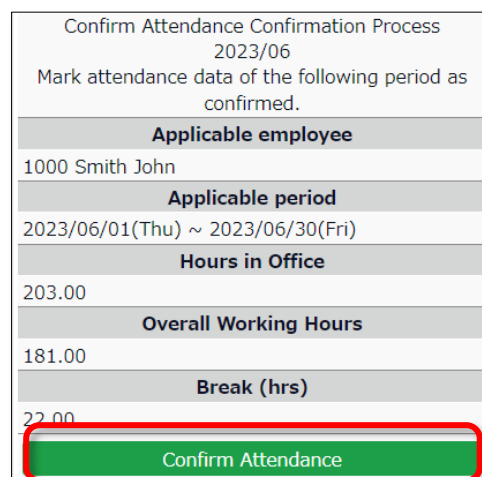 Confirm Attendance Confirmation Process
2023/06
Mark attendance data of the following period as
confirmed.
Applicable employee
1000 Smith John
Applicable period
2023/06/01(Thu) ~ 2023/06/30(Fri)
Hours in Office
203.00
Overall Working Hours
181.00
Break (hrs)
22.00
Confirm Attendance